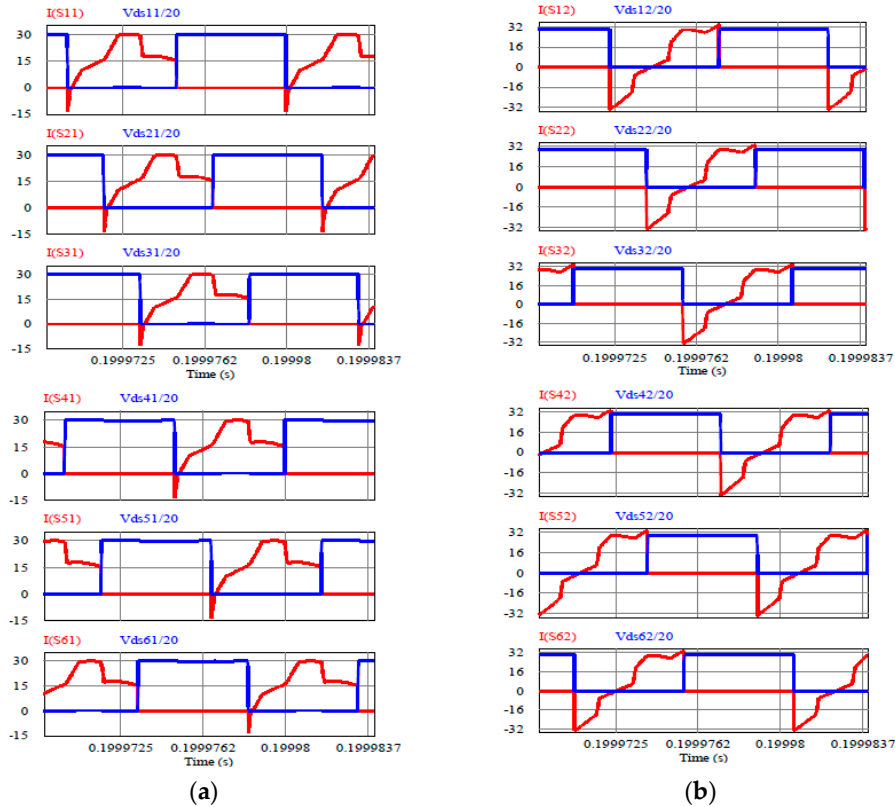 I(S11) Vds11/20
30
15
0
-15
I(S21) Vds21/20
30
15
0
-15
I(S31) Vds31/20
30
15
0
-15
0.1999725 0.1999762 0.19998 0.1999837
Time (s)
I(S41) Vds41/20
30
15
0
-15
I(S51) Vds51/20
30
15
0
-15
I(S61) Vds61/20
30
15
0
-15
0.1999725 0.1999762 0.19998 0.1999837
Time (s)
(a)
I(S12) Vds12/20
32
16
0
-16
-32
I(S22) Vds22/20
32
16
0
-16
-32
I(S32) Vds32/20
32
16
0
-16
-32
0.1999725 0.1999762 0.19998 0.1999837
Time (s)
I(S42) Vds42/20
32
16
0
-16
-32
I(S52) Vds52/20
32
16
0
-16
-32
I(S62) Vds62/20
32
16
0
-16
-32
0.1999725 0.1999762 0.19998 0.1999837
Time (s)
(b)